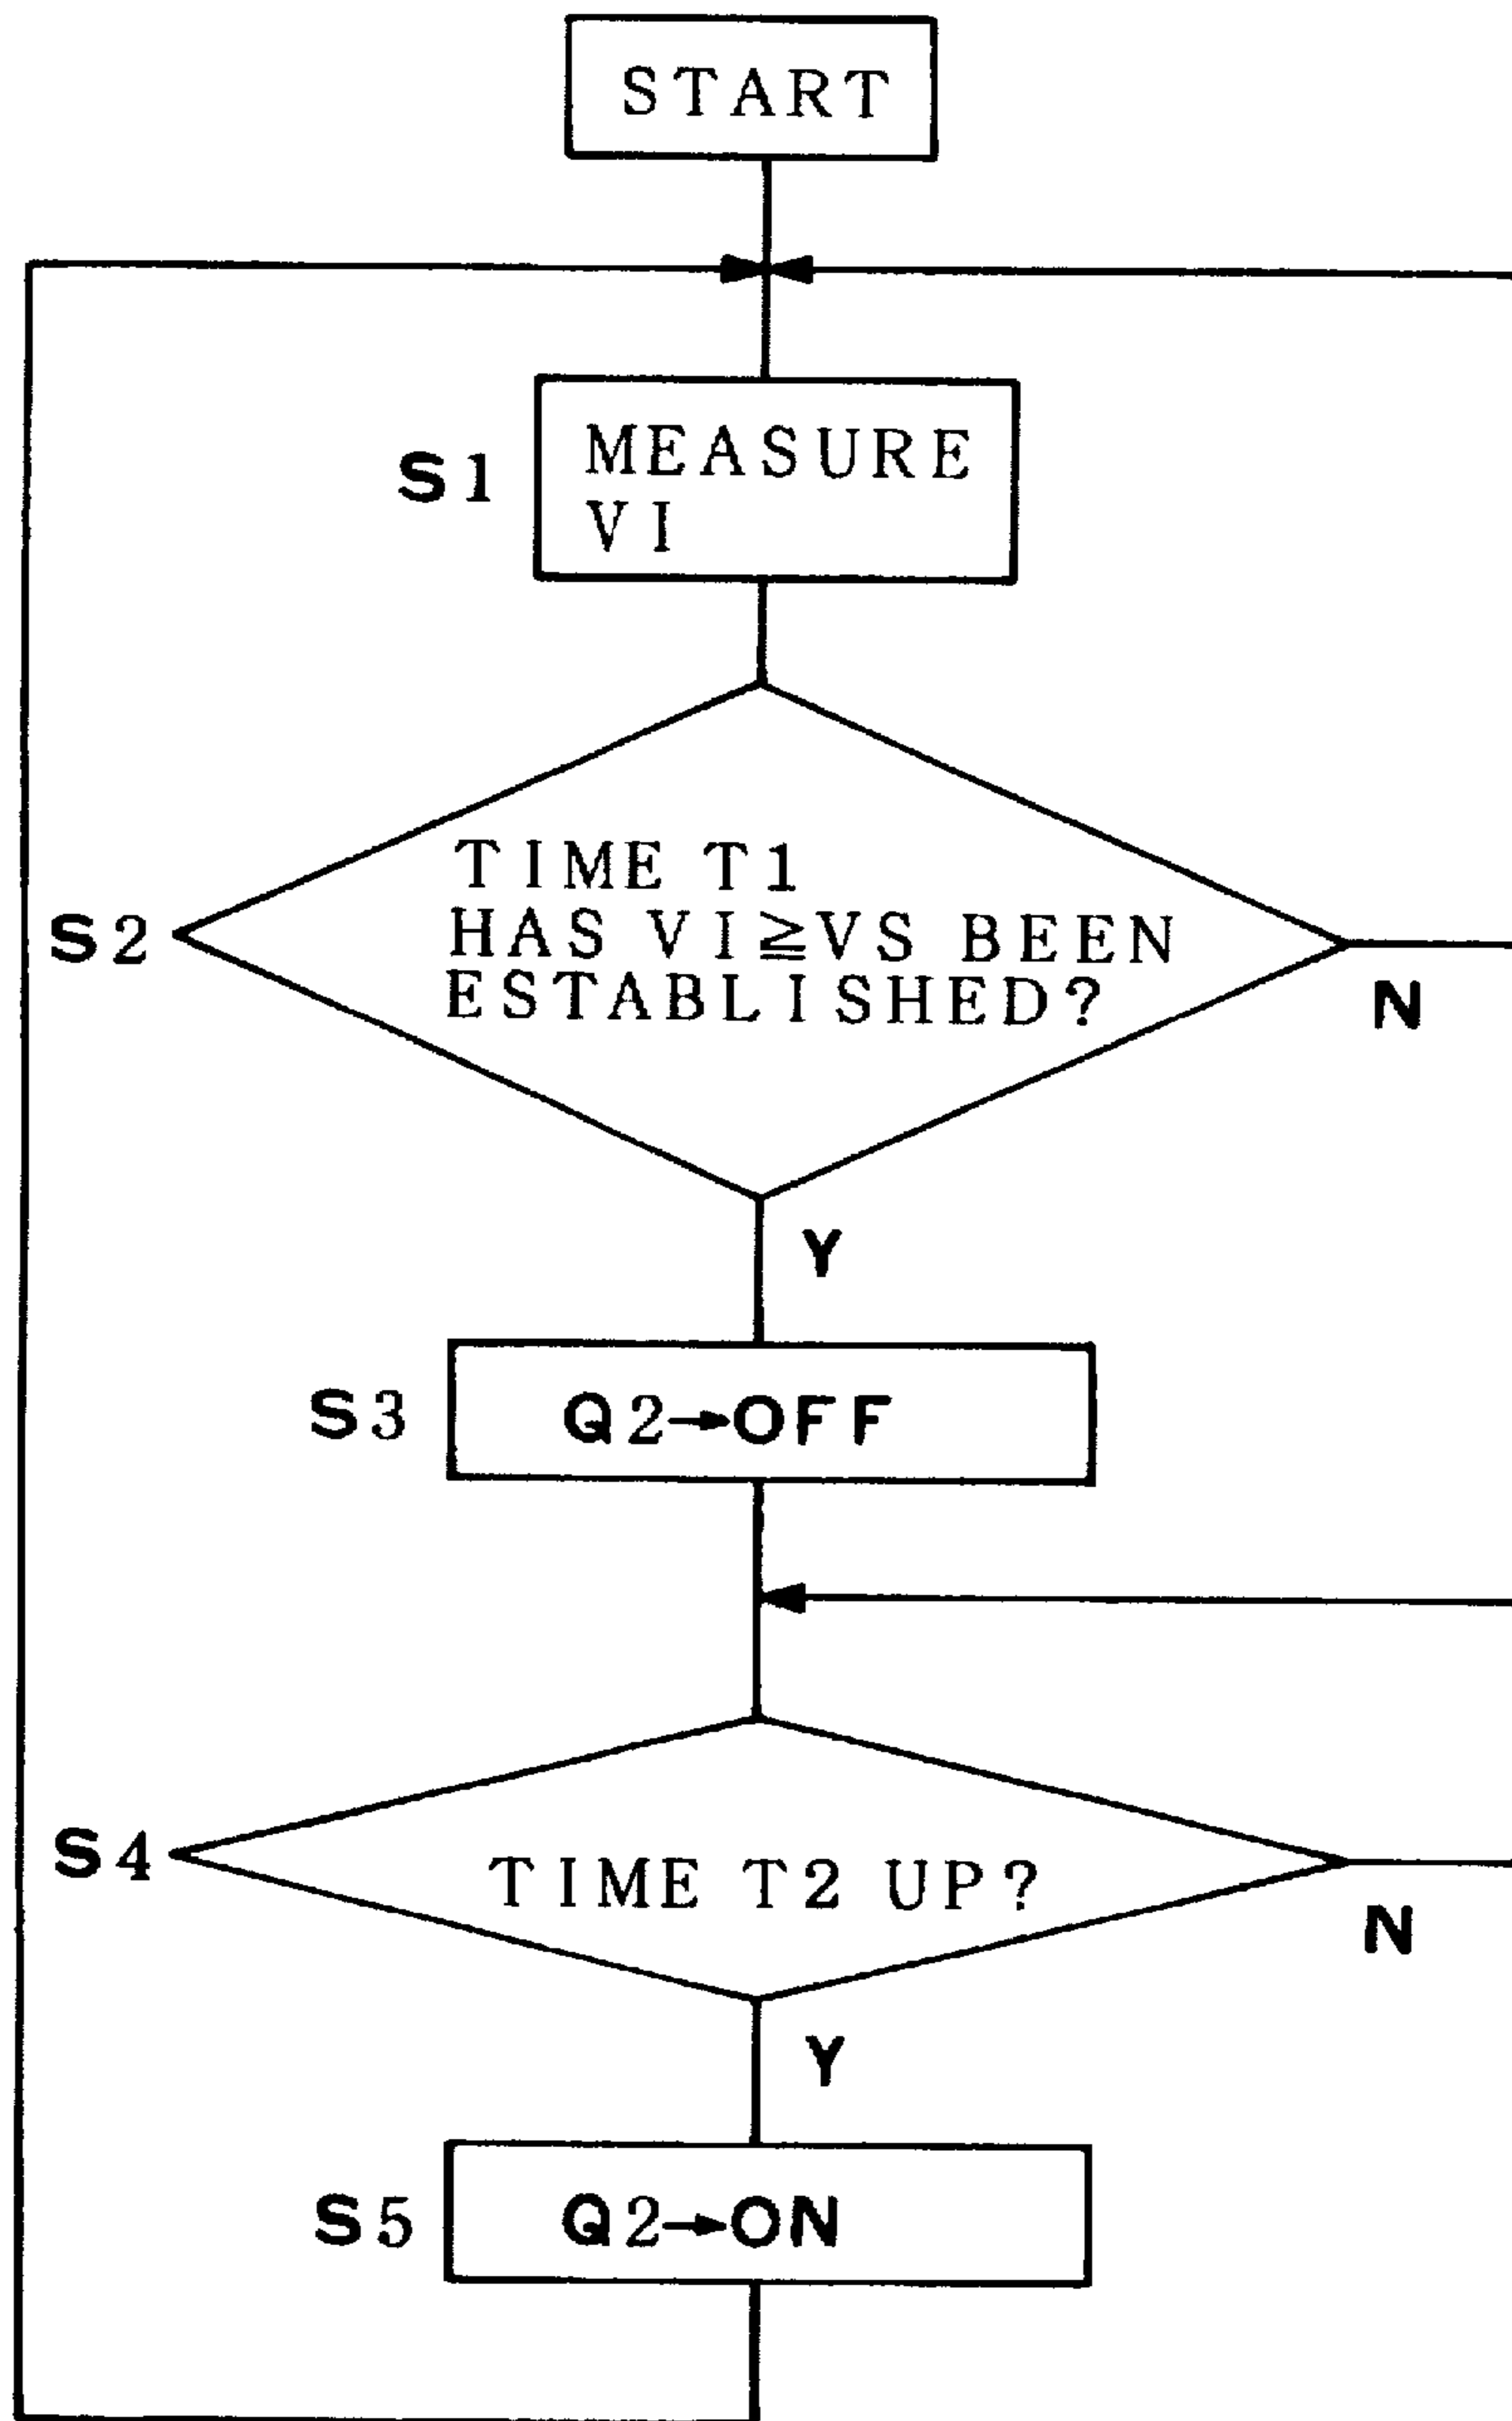 START
S1
MEASURE
VI
S2
TIME T1
HAS VI≧VS BEEN
ESTABLISHED?
N
Y
S3
Q2→OFF
S4
TIME T2 UP?
N
Y
S5
Q2→ON